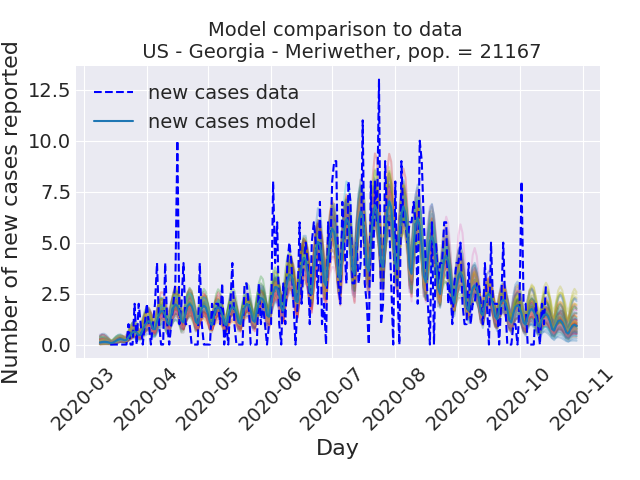 Model comparison to data
US - Georgia - Meriwether, pop. = 21167
Number of new cases reported
12.5
10.0
7.5
5.0
2.5
0.0
new cases data
new cases model
2020-03
2020-04
2020-05
2020-06
2020-07
2020-08
2020-09
2020-10
2020-11
Day